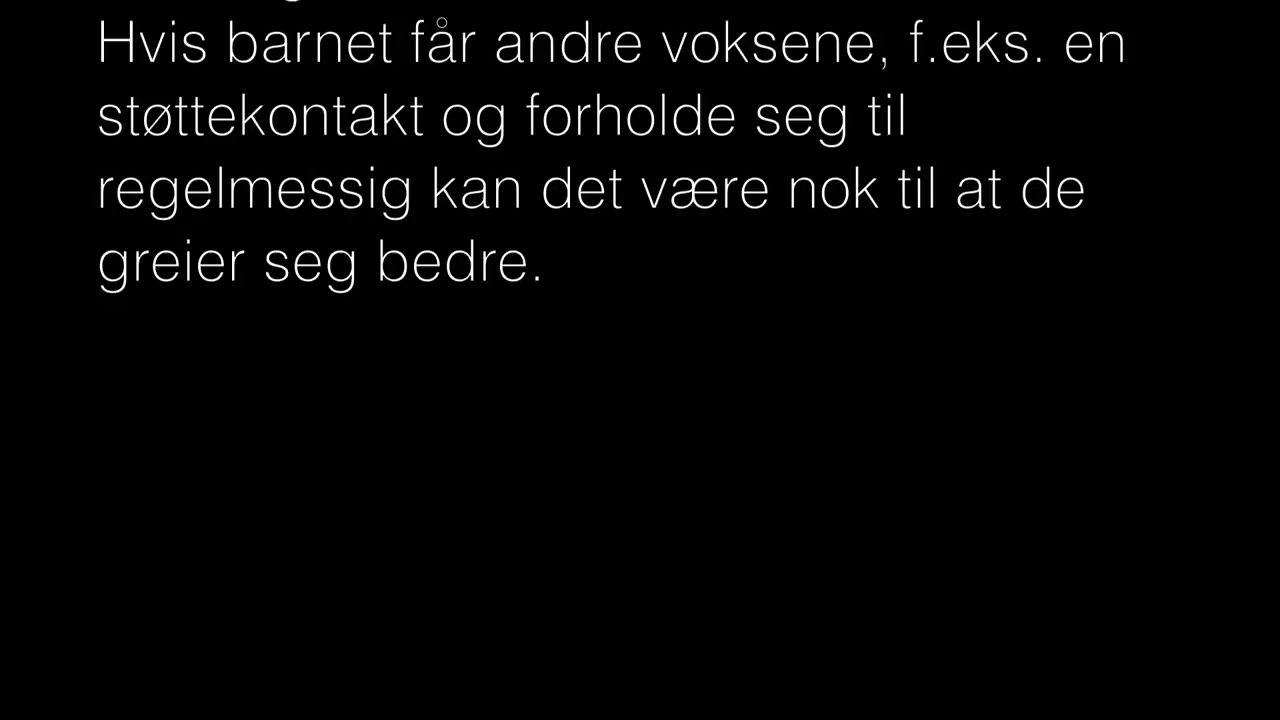 Hvis barnet får andre voksene, f.eks. en
støttekontakt og forholde seg til
regelmessig kan det være nok til at de
greier seg bedre.